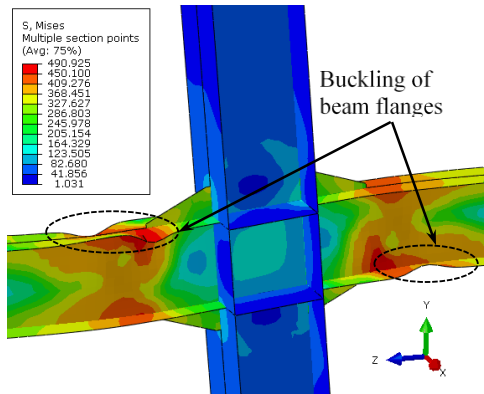 S, Mises
Multiple section points
(Avg: 75%)
490.925
450.100
409.276
368.451
327.627
286.803
245.978
205.154
164.329
123.505
82.680
41.856
1.031
Buckling of
beam flanges
Y
Z
X